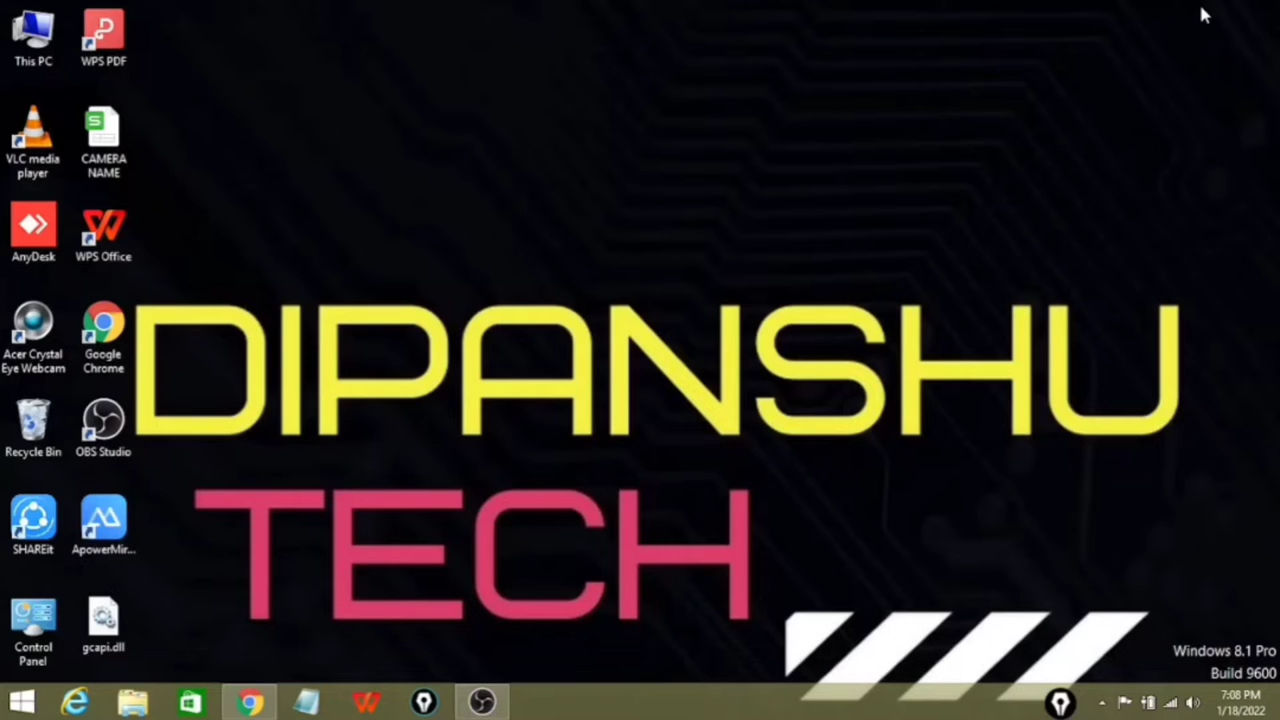 This PC
WPS PDF
VLC media
player
CAMERA
NAME
AnyDesk
WPS Office
Acer Crystal
Eye Webcam
Google
Chrome
Recycle Bin
OBS Studio
SHAREit
ApowerMir...
Control
Panel
gcapi.dll
DIPANSHU
TECH
Windows 8.1 Pro
Build 9600
7:08 PM
1/18/2022